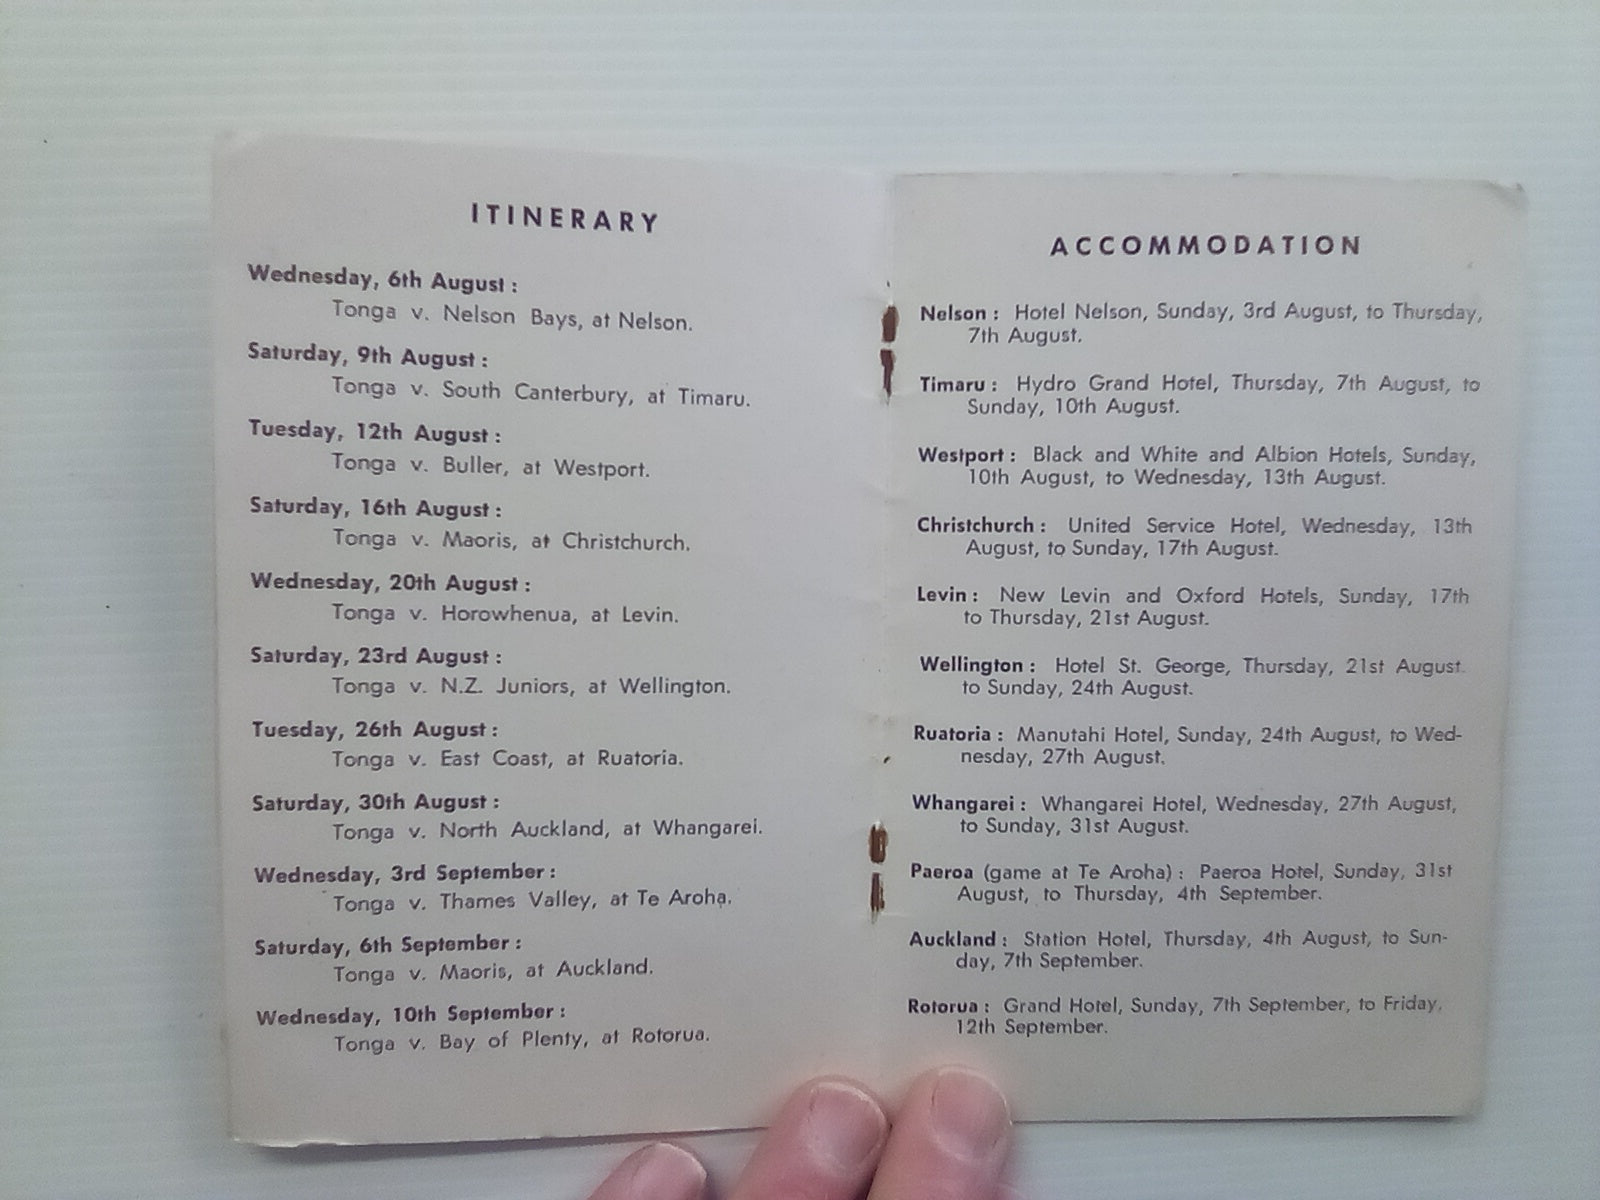 ITINERARY
Wednesday, 6th August :
Tonga v. Nelson Bays, at Nelson.
Saturday, 9th August :
Tonga v. South Canterbury, at Timaru.
Tuesday, 12th August :
Tonga v. Buller, at Westport.
Saturday, 16th August :
Tonga v. Maoris, at Christchurch.
Wednesday, 20th August :
Tonga v. Horowhenua, at Levin.
Saturday, 23rd August :
Tonga v. N.Z. Juniors, at Wellington.
Tuesday, 26th August :
Tonga v. East Coast, at Ruatoria.
Saturday, 30th August :
Tonga v. North Auckland, at Whangarei.
Wednesday, 3rd September :
Tonga v. Thames Valley, at Te Aroha.
Saturday, 6th September :
Tonga v. Maoris, at Auckland.
Wednesday, 10th September :
Tonga v. Bay of Plenty, at Rotorua.
ACCOMMODATION
Nelson : Hotel Nelson, Sunday, 3rd August, to Thursday,
7th August.
Timaru : Hydro Grand Hotel, Thursday, 7th August, to
Sunday, 10th August.
Westport : Black and White and Albion Hotels, Sunday,
10th August, to Wednesday, 13th August.
Christchurch : United Service Hotel, Wednesday, 13th
August, to Sunday, 17th August.
Levin : New Levin and Oxford Hotels, Sunday, 17th
to Thursday, 21st August.
Wellington : Hotel St. George, Thursday, 21st August.
to Sunday, 24th August.
Ruatoria : Manutahi Hotel, Sunday, 24th August, to Wed-
nesday, 27th August.
Whangarei : Whangarei Hotel, Wednesday, 27th August,
to Sunday, 31st August.
Paeroa (game at Te Aroha) : Paeroa Hotel, Sunday, 31st
August, to Thursday, 4th September.
Auckland : Station Hotel, Thursday, 4th August, to Sun-
day, 7th September.
Rotorua : Grand Hotel, Sunday, 7th September, to Friday,
12th September.